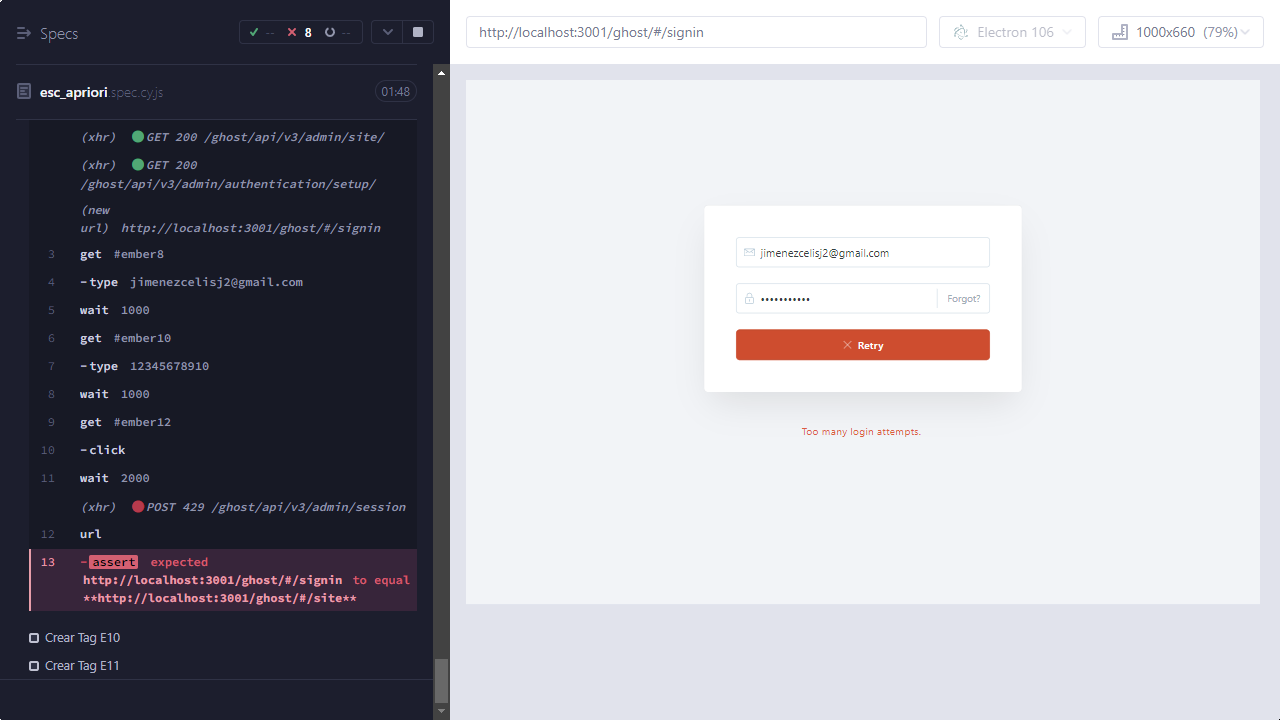 Specs
-- 8 --
http://localhost:3001/ghost/#/signin
Electron 106
1000x660 (79%)
esc_apriori.spec.cy.js
01:48
(xhr) GET 200 /ghost/api/v3/admin/site/
(xhr) GET 200
/ghost/api/v3/admin/authentication/setup/
(new
url) http://localhost:3001/ghost/#/signin
3 get #ember8
4 -type jimenezcelisj2@gmail.com
5 wait 1000
6 get #ember10
7 -type 12345678910
8 wait 1000
9 get #ember12
10 -click
11 wait 2000
(xhr) POST 429 /ghost/api/v3/admin/session
12 url
13 -assert expected
http://localhost:3001/ghost/#/signin to equal
**http://localhost:3001/ghost/#/site**
Crear Tag E10
Crear Tag E11
jimenezcelisj2@gmail.com
•••••••••••
Forgot?
Retry
Too many login attempts.